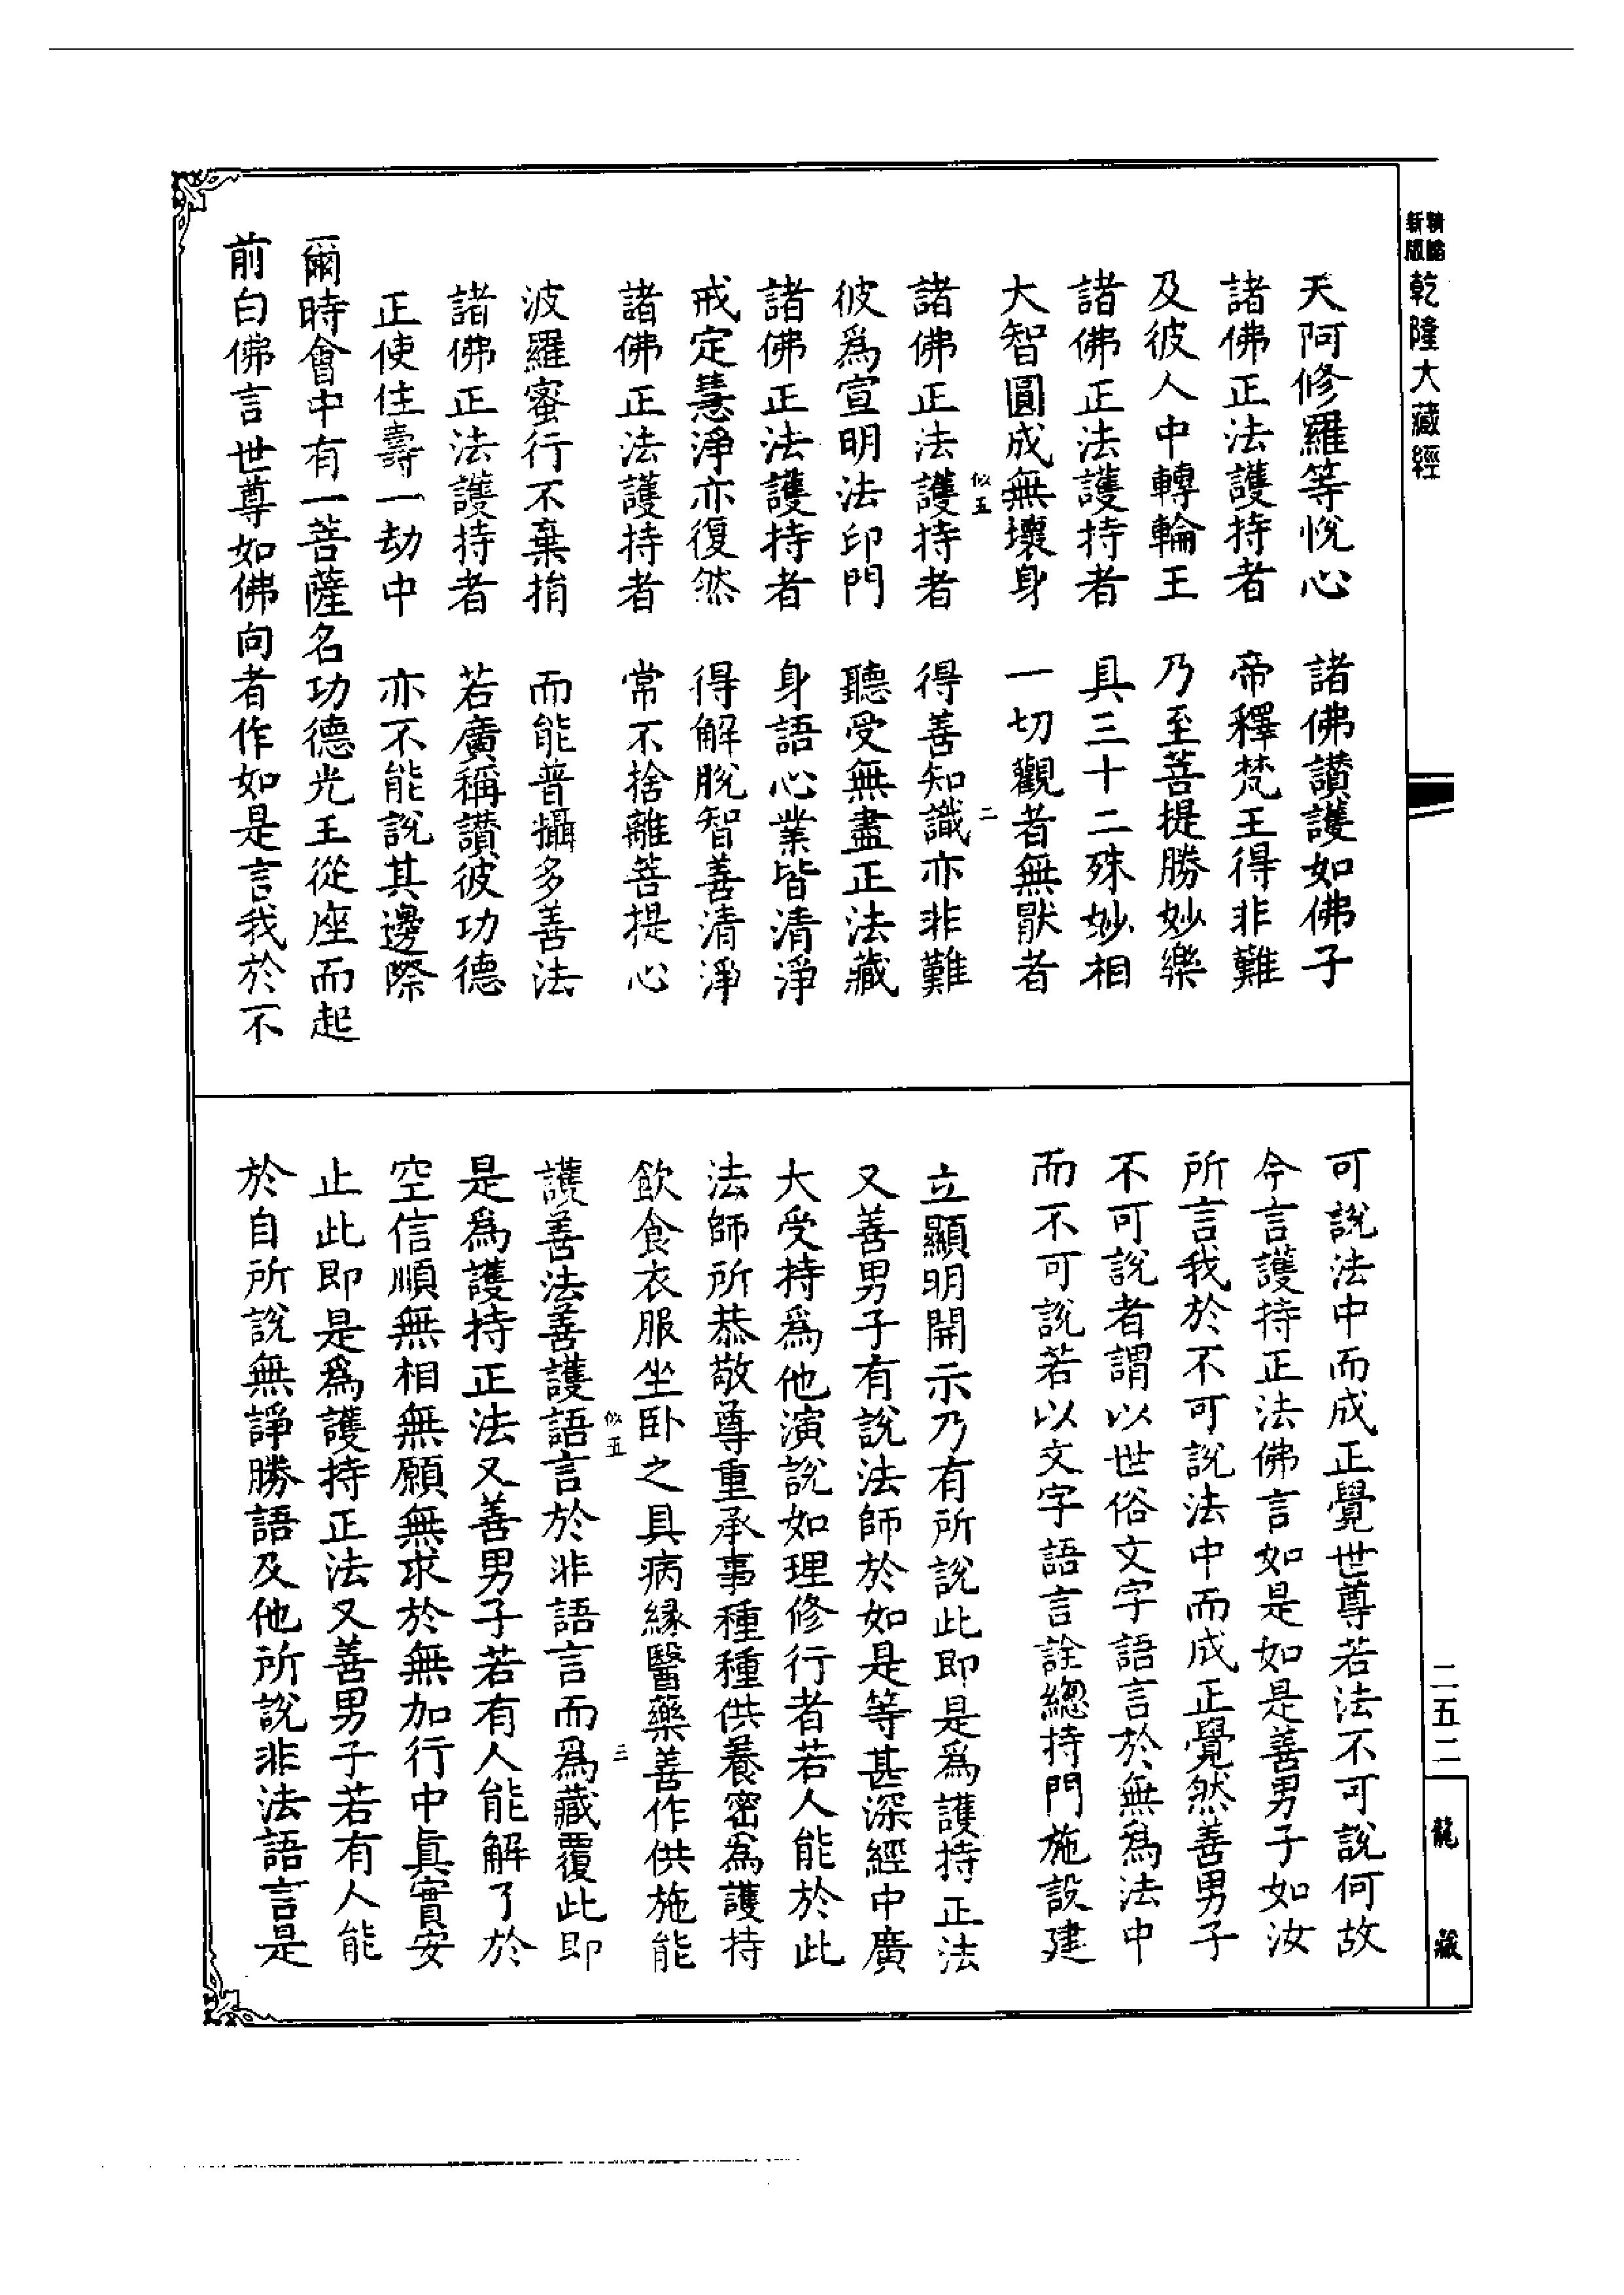 乾隆大藏經
天阿修羅等悅心　諸佛讃護如佛子
諸佛正法護持者　帝釋梵王得非難
及彼人中轉輪王　乃至菩提勝妙樂
諸佛正法護持者　具三十二殊妙相
大智圓成無壞身　一切觀者無猒者
似五　二
諸佛正法護持者　得善知識亦非難
彼爲宣明法印門　聽受無盡正法藏
諸佛正法護持者　身語心業皆清淨
戒定慧淨亦復然　得解脫智善清淨
諸佛正法護持者　常不捨離菩提心
波羅蜜行不棄捐　而能普攝多善法
諸佛正法護持者　若廣稱讃彼功德
正使住壽一劫中　亦不能說其邊際
爾時會中有一菩薩名功德光王從座而起
前白佛言世尊如佛向者作如是言我於不
可說法中而成正覺世尊若法不可說何故
今言護持正法佛言如是如是善男子如汝
所言我於不可說法中而成正覺然善男子
不可說者謂以世俗文字語言於無爲法中
而不可說若以文字語言詮緫持門施設建
立顯明開示乃有所說此即是爲護持正法
又善男子有說法師於如是等甚深經中廣
大受持爲他演說如理修行者若人能於此
法師所恭敬尊重承事種種供養密爲護持
飲食衣服坐卧之具病縁醫藥善作供施能
似五　三
護善法善護語言於非語言而爲藏覆此即
是爲護持正法又善男子若有人能解了於
空信順無相無願無求於無加行中眞實安
止此即是爲護持正法又善男子若有人能
於自所說無諍勝語及他所說非法語言是
二五二
龍藏